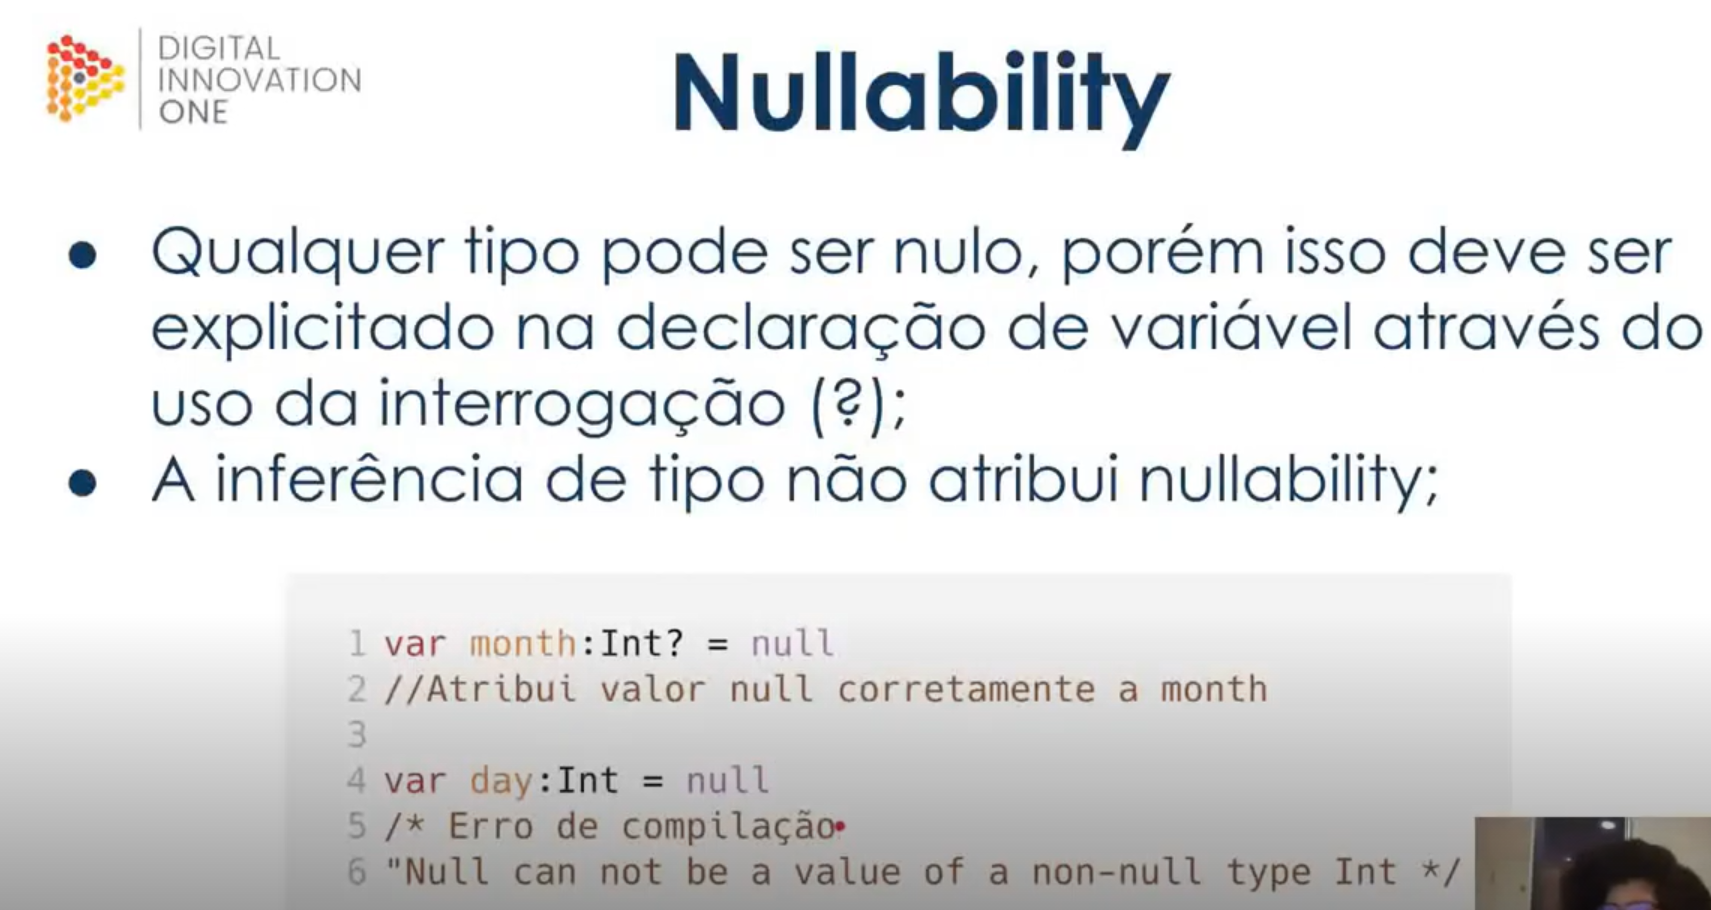 DIGITAL
INNOVATION
ONE
Nullability
● Qualquer tipo pode ser nulo, porém isso deve ser
explicitado na declaração de variável através do
uso da interrogação (?);
● A inferência de tipo não atribui nullability;
1 var month:Int? = null
2 //Atribui valor null corretamente a month
3
4 var day:Int = null
5 /* Erro de compilação
6 "Null can not be a value of a non-null type Int */